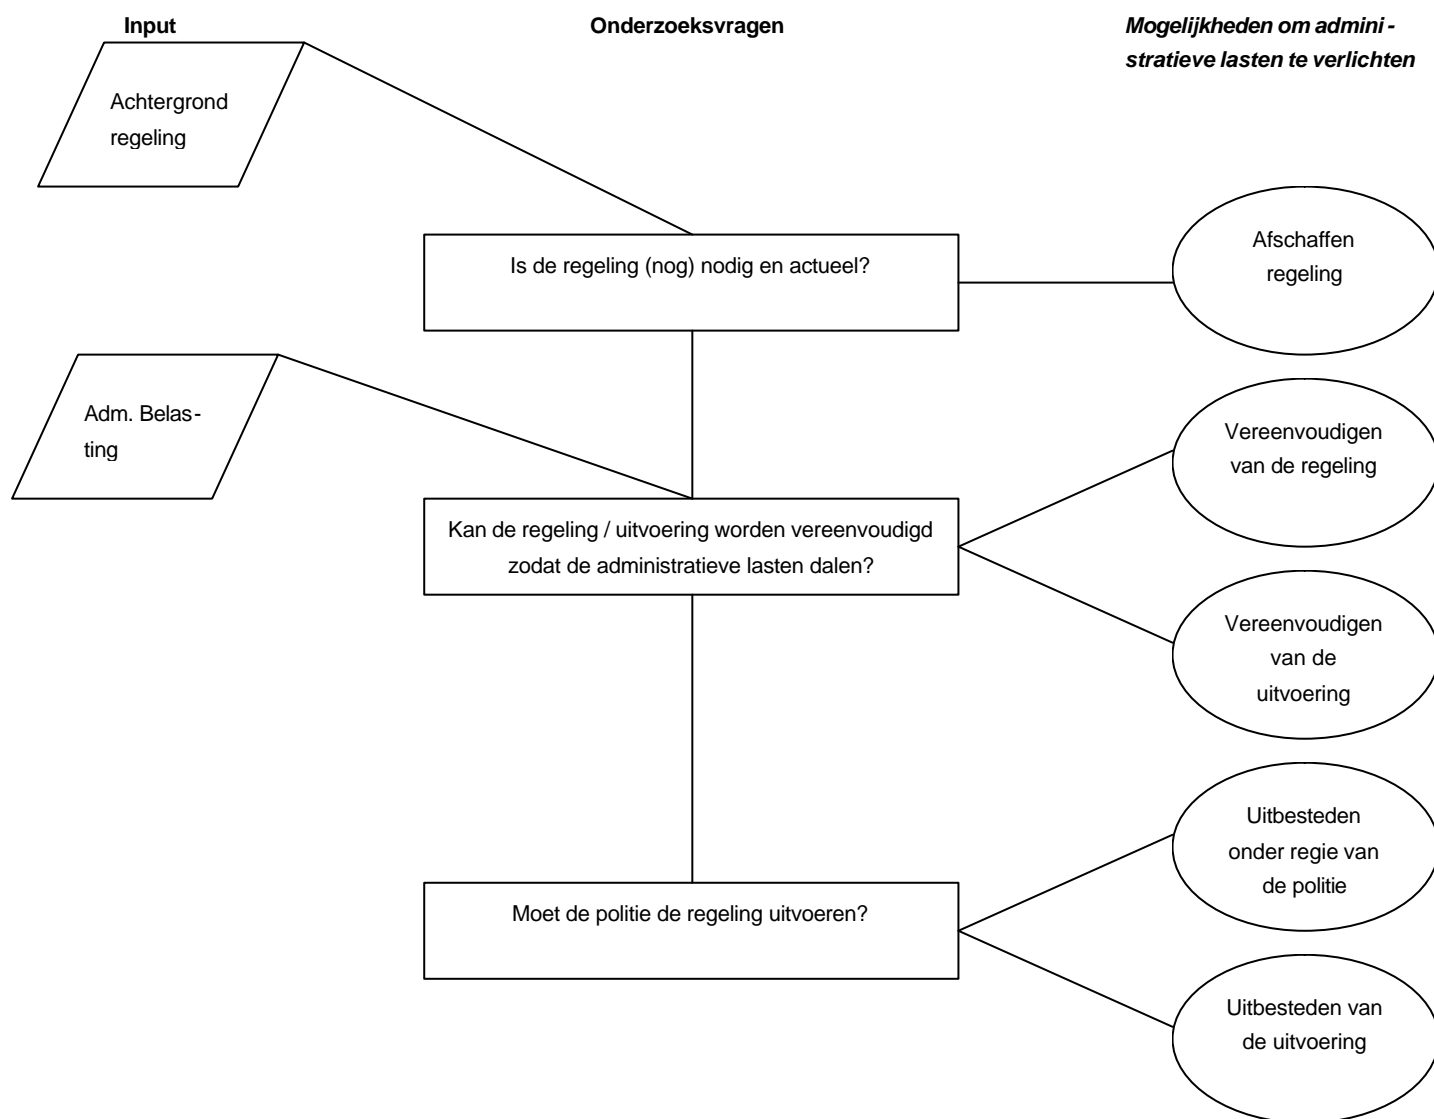 Input
Onderzoeksvragen
Mogelijkheden om admini -
stratieve lasten te verlichten
Achtergrond
regeling
Is de regeling (nog) nodig en actueel?
Afschaffen
regeling
Adm. Belas-
ting
Kan de regeling / uitvoering worden vereenvoudigd
zodat de administratieve lasten dalen?
Vereenvoudigen
van de regeling
Vereenvoudigen
van de
uitvoering
Moet de politie de regeling uitvoeren?
Uitbesteden
onder regie van
de politie
Uitbesteden van
de uitvoering